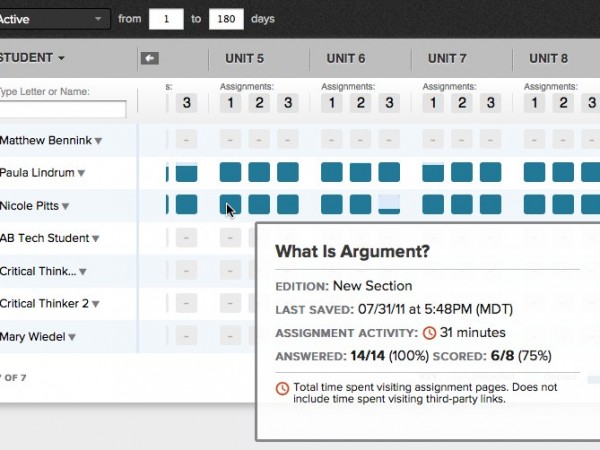 Active from 1 to 180 days
STUDENT UNIT 5 UNIT 6 UNIT 7 UNIT 8
Type Letter or Name: s: Assignments: Assignments: Assignments: Assignments:
3 1 2 3 1 2 3 1 2 3 1 2 3
Matthew Bennink - - - - - - - - - - - - -
Paula Lindrum
Nicole Pitts
AB Tech Student - -
Critical Think... - -
Critical Thinker 2 - -
Mary Wiedel - -
OF 7
What Is Argument?
EDITION: New Section
LAST SAVED: 07/31/11 at 5:48PM (MDT)
ASSIGNMENT ACTIVITY: 31 minutes
ANSWERED: 14/14 (100%) SCORED: 6/8 (75%)
Total time spent visiting assignment pages. Does not
include time spent visiting third-party links.